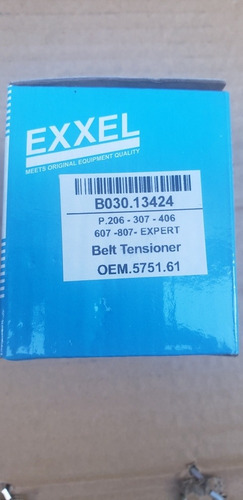 EXXEL
MEETS ORIGINAL EQUIPMENT QUALITY
B030.13424
P.206 - 307 - 406
607 -807- EXPERT
Belt Tensioner
OEM.5751.61